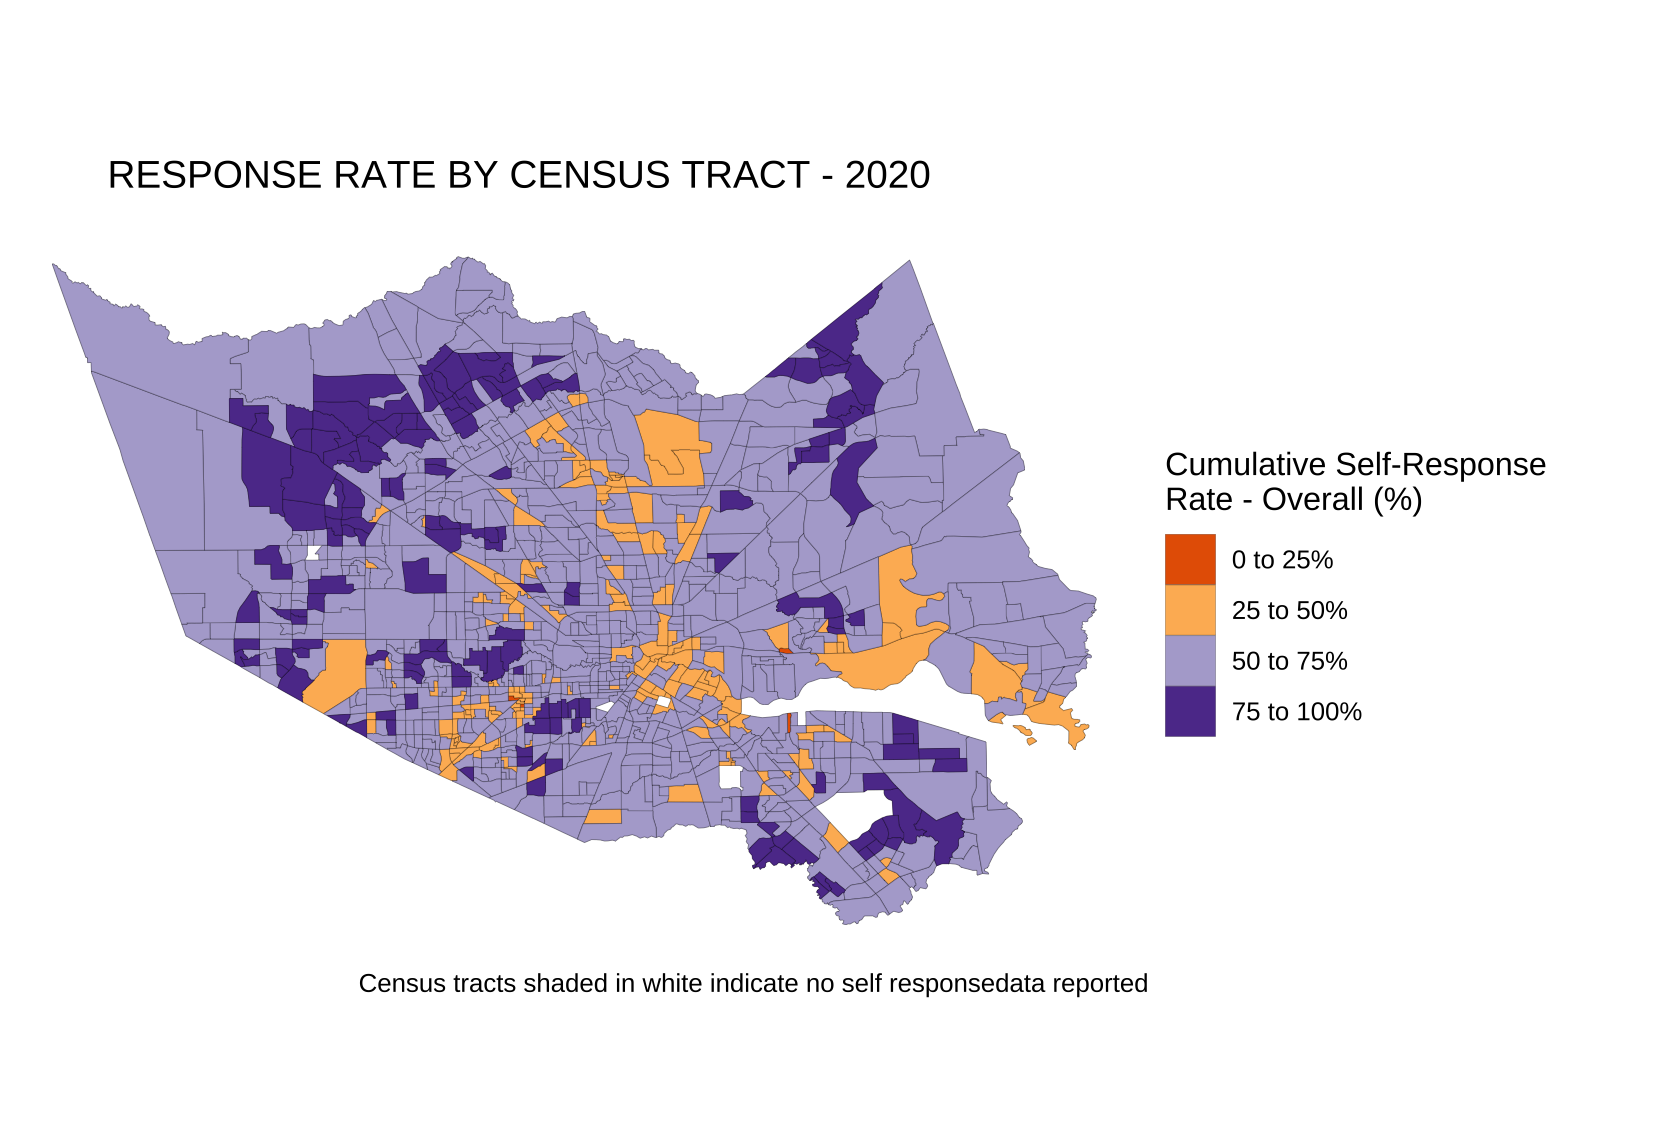 RESPONSE RATE BY CENSUS TRACT - 2020
Cumulative Self-Response
Rate - Overall (%)
0 to 25%
25 to 50%
50 to 75%
75 to 100%
Census tracts shaded in white indicate no self responsedata reported